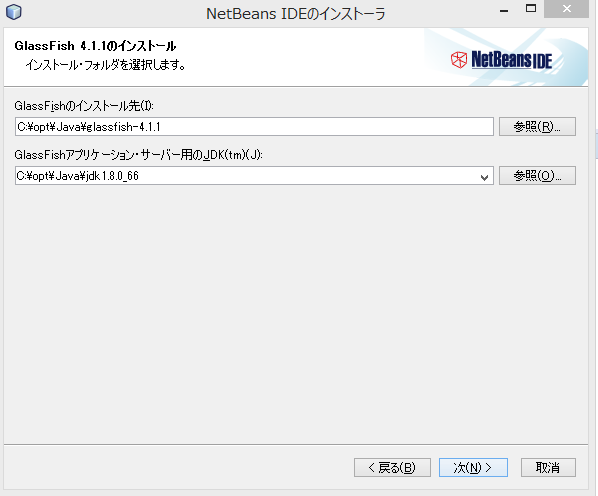 NetBeans IDEのインストーラ
GlassFish 4.1.1のインストール
インストール・フォルダを選択します。
NetBeans IDE
GlassFishのインストール先(I):
C:¥opt¥Java¥glassfish-4.1.1
参照(R)...
GlassFishアプリケーション・サーバー用のJDK(tm)(J):
C:¥opt¥Java¥jdk1.8.0_66
参照(O)...
< 戻る(B)
次(N) >
取消